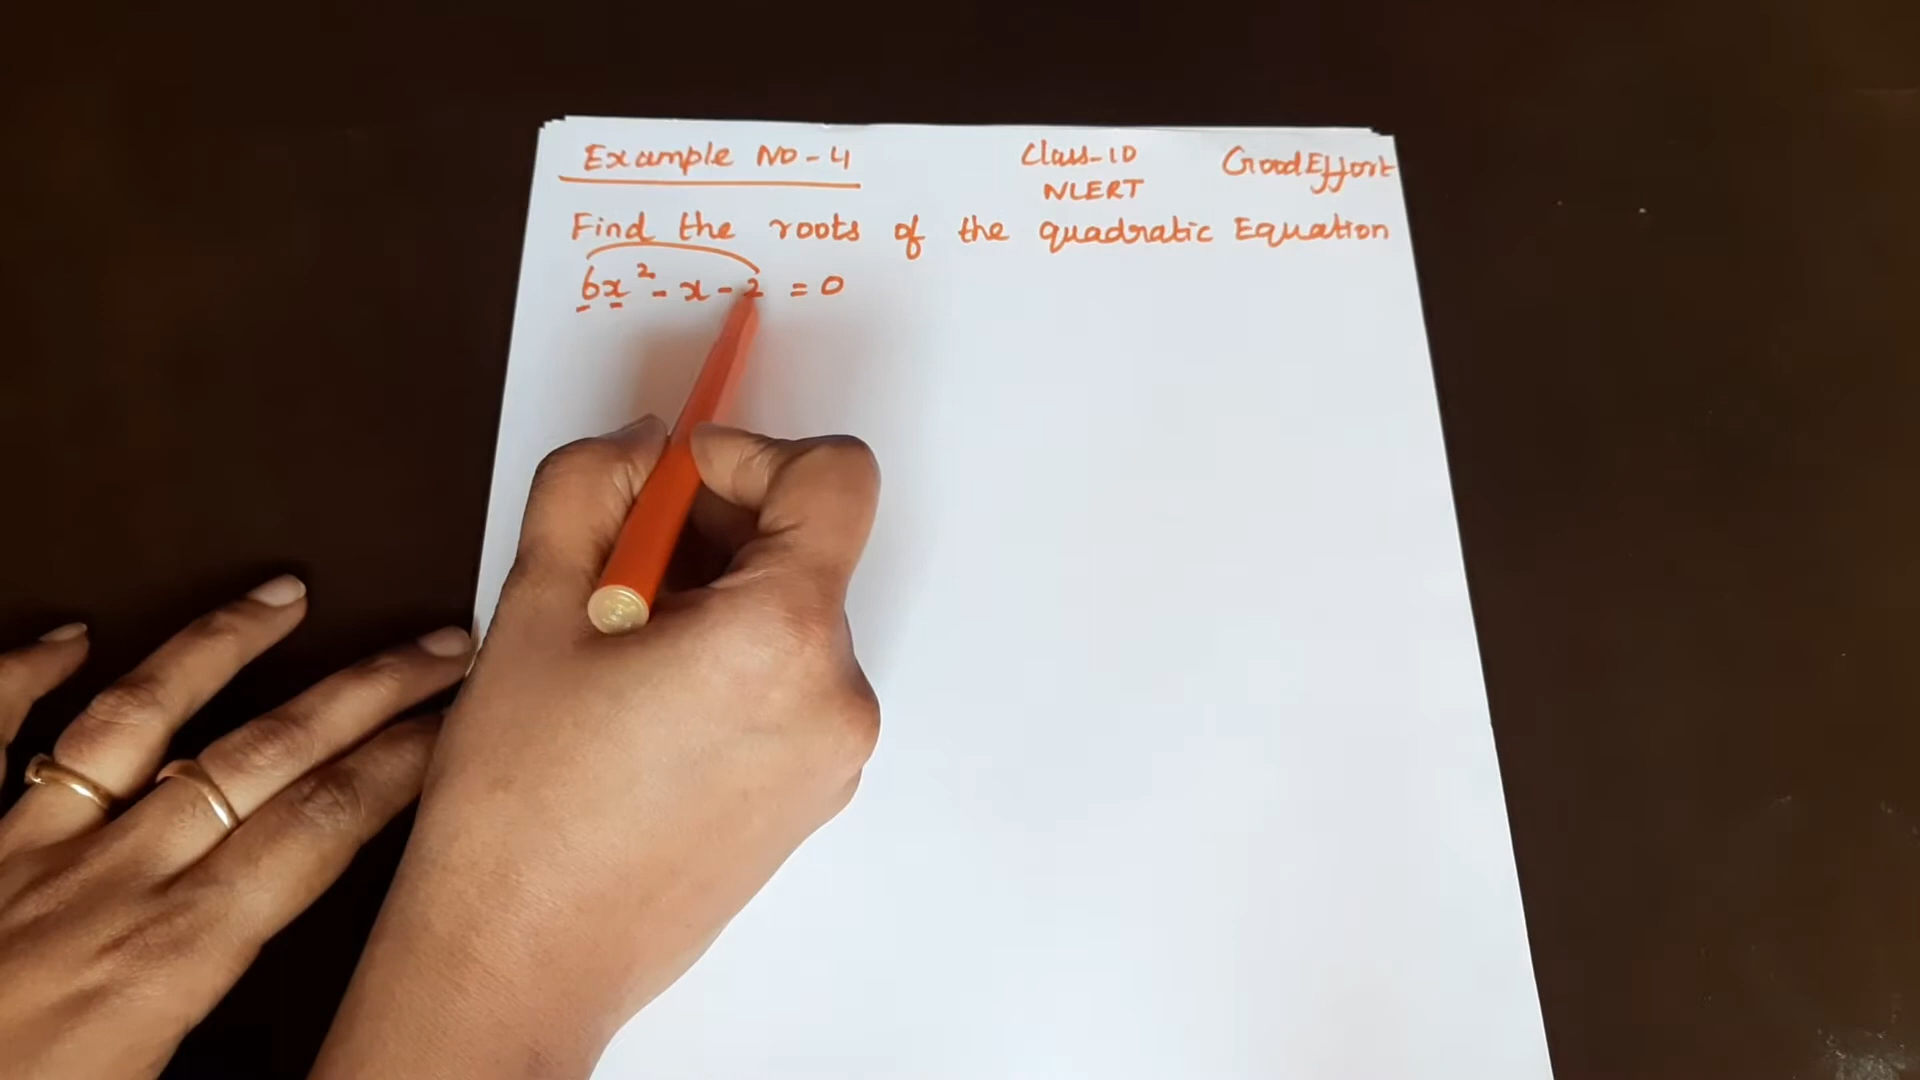 Example No-4 Class-10 GoodEffort
NCERT
Find the roots of the quadratic Equation
6x² - x - 2 = 0